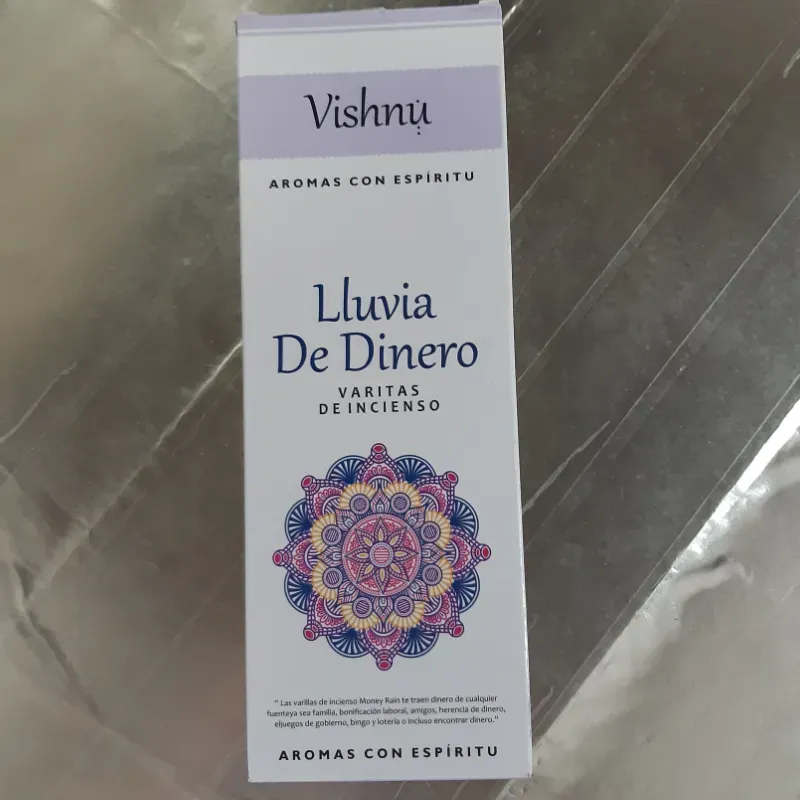 Vishnu
AROMAS CON ESPÍRITU
Lluvia
De Dinero
VARITAS
DE INCIENSO
" Las varillas de incienso Money Rain te traen dinero de cualquier
fuenteya sea familia, bonificación laboral, amigos, herencia de dinero,
eljuegos de gobierno, bingo y lotería o incluso encontrar dinero."
AROMAS CON ESPÍRITU